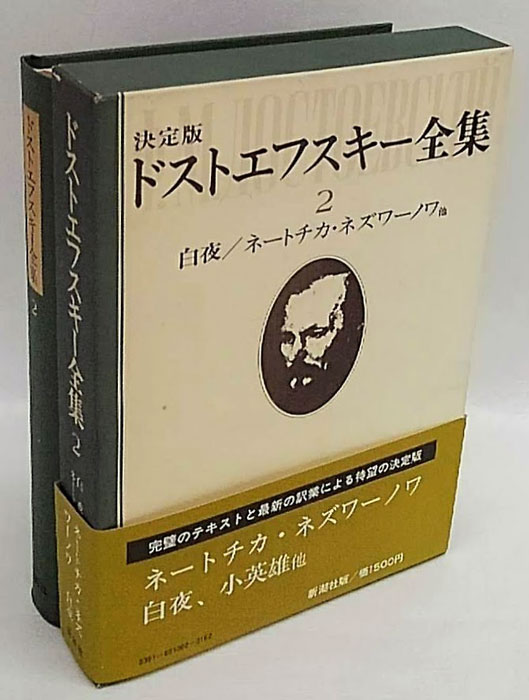 ドストエフスキー全集
2
ドストエフスキー全集 2
Ф.М.ДОСТОЕВСКИЙ
決定版
ドストエフスキー全集
2
白夜/ネートチカ・ネズワーノワ他
完璧のテキストと最新の訳業による待望の決定版
ネートチカ・ネズワーノワ
白夜、小英雄他
新潮社版/価1500円